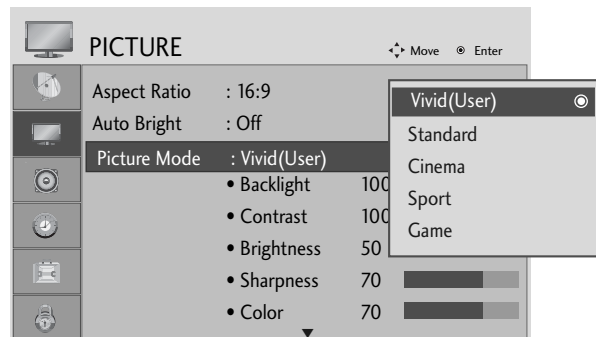 PICTURE
Move Enter
Aspect Ratio : 16:9
Auto Bright : Off
Picture Mode : Vivid(User)
• Backlight 100
• Contrast 100
• Brightness 50
• Sharpness 70
• Color 70
Vivid(User)
Standard
Cinema
Sport
Game